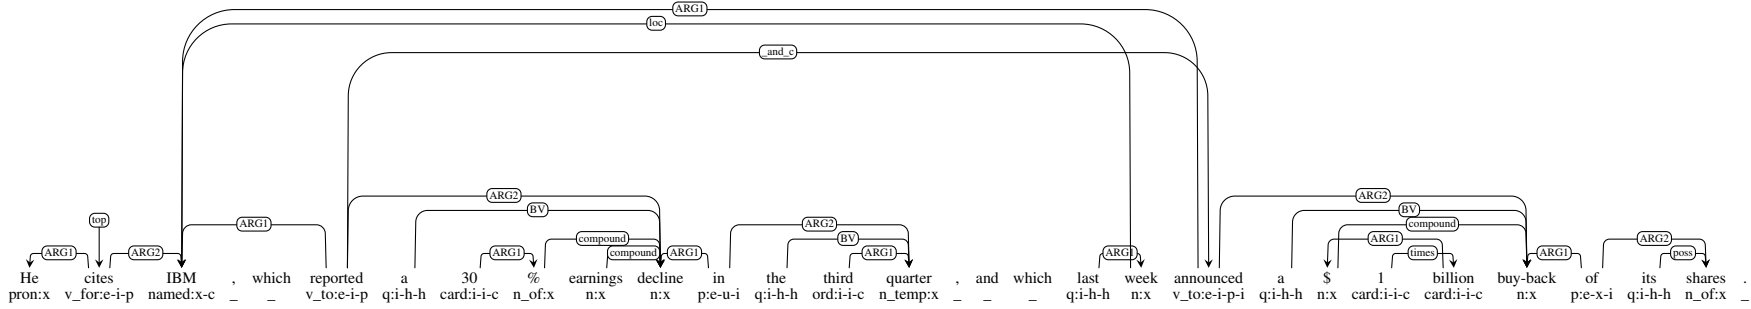 ARG1
loc
_and_c
ARG2 ARG2
BV BV
top ARG1 ARG2 compound
compound BV ARG1 ARG2
ARG1 ARG2 ARG1 compound ARG1 ARG1 ARG1 times ARG1 poss
He cites IBM , which reported a 30 % earnings decline in the third quarter , and which last week announced a $ 1 billion buy-back of its shares .
pron:x v_for:e-i-p named:x-c _ _ v_to:e-i-p q:i-h-h card:i-i-c n_of:x n:x n:x p:e-u-i q:i-h-h ord:i-i-c n_temp:x _ _ _ q:i-h-h n:x v_to:e-i-p-i q:i-h-h n:x card:i-i-c card:i-i-c n:x p:e-x-i q:i-h-h n_of:x _